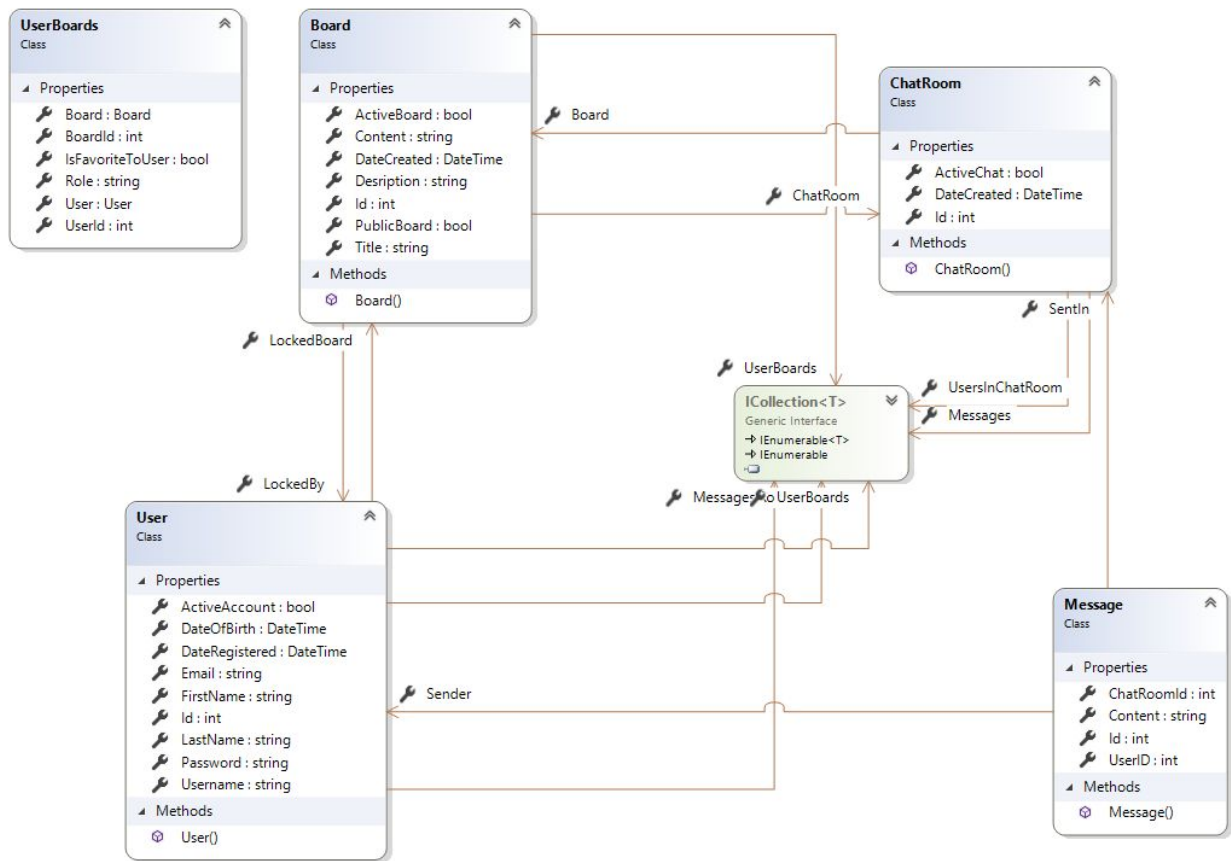 UserBoards
Class
Properties
Board : Board
BoardId : int
IsFavoriteToUser : bool
Role : string
User : User
UserId : int
Board
Class
Properties
ActiveBoard : bool
Content : string
DateCreated : DateTime
Desription : string
Id : int
PublicBoard : bool
Title : string
Methods
Board()
ChatRoom
Class
Properties
ActiveChat : bool
DateCreated : DateTime
Id : int
Methods
ChatRoom()
Board
ChatRoom
LockedBoard
SentIn
UserBoards
UsersInChatRoom
Messages
ICollection<T>
Generic Interface
IEnumerable<T>
IEnumerable
LockedBy
UserBoards
User
Class
Properties
ActiveAccount : bool
DateOfBirth : DateTime
DateRegistered : DateTime
Email : string
FirstName : string
Id : int
LastName : string
Password : string
Username : string
Methods
User()
Sender
Message
Class
Properties
ChatRoomId : int
Content : string
Id : int
UserID : int
Methods
Message()